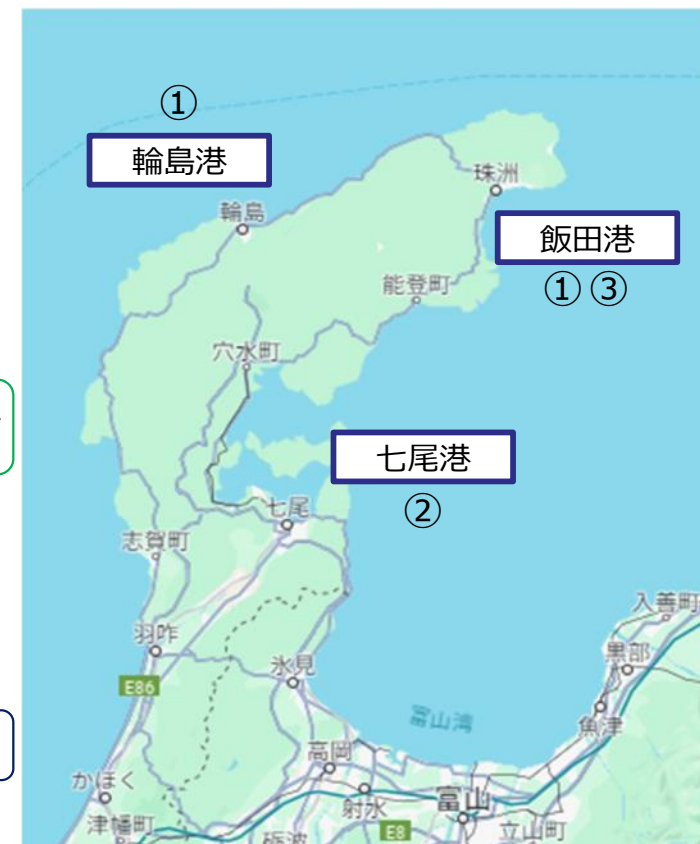 ①
輪島港
珠洲
輪島
飯田港
① ③
能登町
穴水町
七尾港
②
七尾
志賀町
入善町
羽咋
黒部
氷見
E86
富山湾
魚津
高岡
かほく
射水
富山
津幡町
砺波
E8
立山町